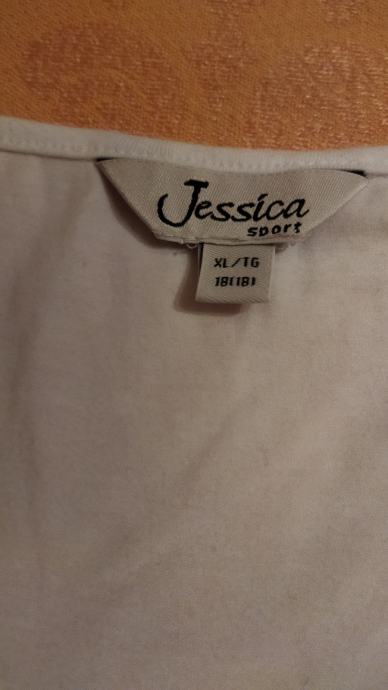 Jessica
sport
XL/TG
18(18)